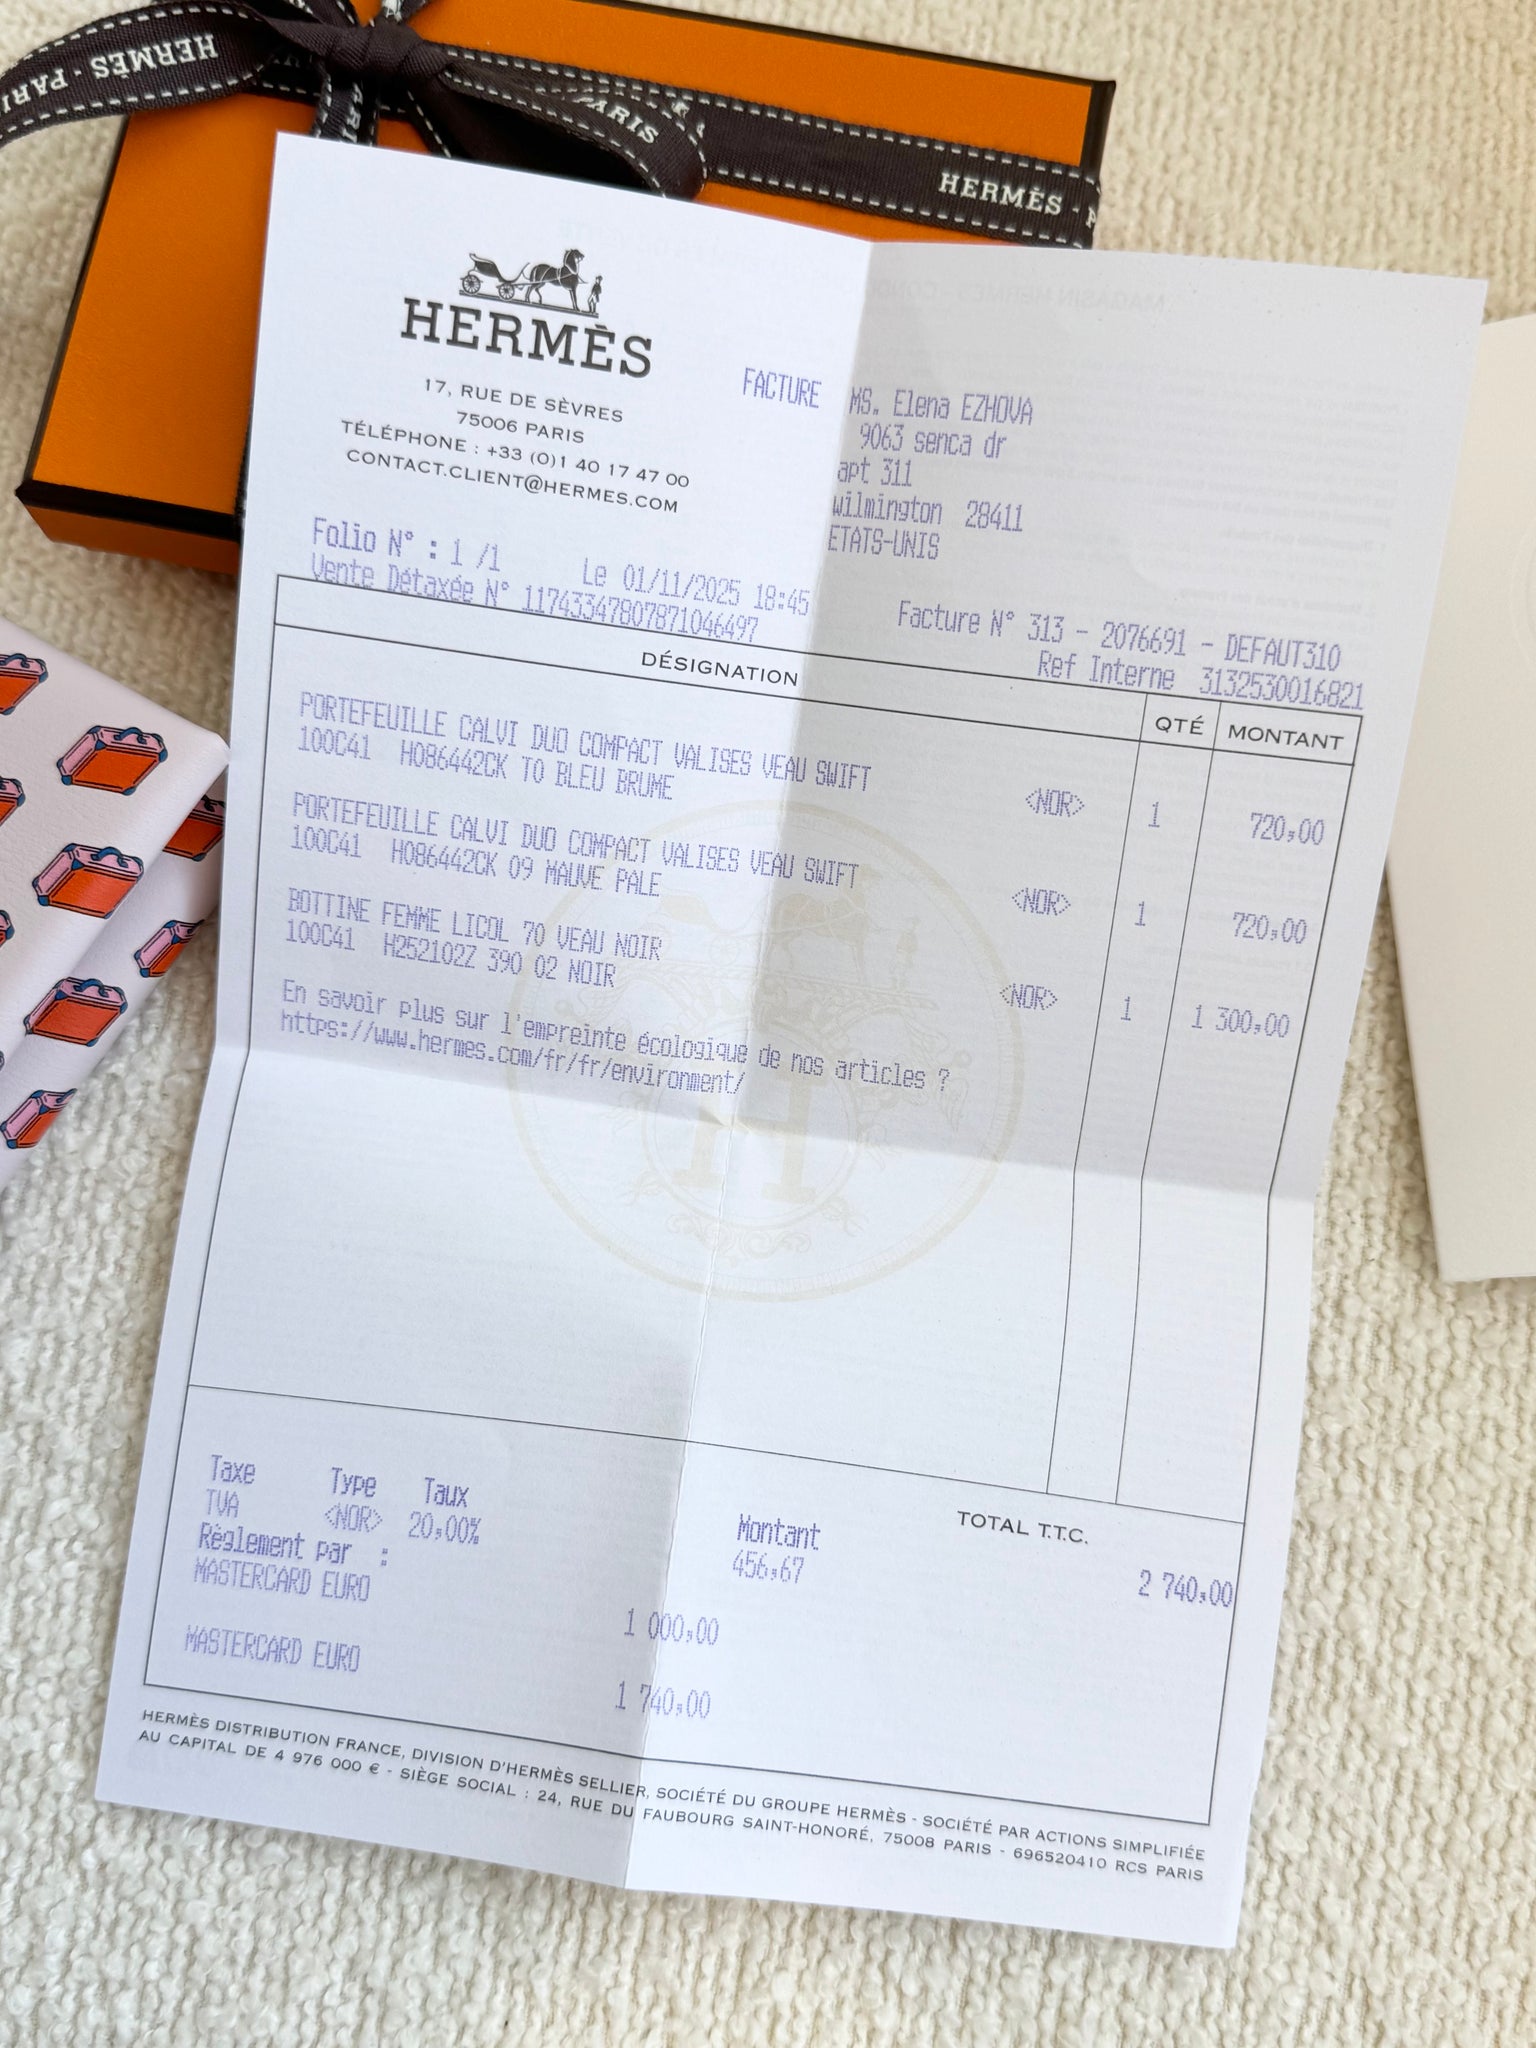 HERMÈS · PARIS
PARIS
HERMÈS · P
HERMÈS
17, RUE DE SÈVRES
75006 PARIS
TÉLÉPHONE : +33 (0)1 40 17 47 00
CONTACT.CLIENT@HERMES.COM
FACTURE
MS. Elena EZHOVA
9063 senca dr
apt 311
wilmington 28411
ETATS-UNIS
Folio N° : 1 /1
Le 01/11/2025 18:45
Vente Détaxée N° 11743347807871046497
Facture N° 313 - 2076691 - DEFAUT310
Ref Interne 3132530016821
DÉSIGNATION QTÉ MONTANT
PORTEFEUILLE CALVI DUO COMPACT VALISES VEAU SWIFT
100C41 H086442CK T0 BLEU BRUME <NOR> 1 720,00
PORTEFEUILLE CALVI DUO COMPACT VALISES VEAU SWIFT
100C41 H086442CK 09 MAUVE PALE <NOR> 1 720,00
BOTTINE FEMME LICOL 70 VEAU NOIR
100C41 H252102Z 390 02 NOIR <NOR> 1 1 300,00
En savoir plus sur l'empreinte écologique de nos articles ?
https://www.hermes.com/fr/fr/environment/
Taxe Type Taux Montant
TVA <NOR> 20,00% 456,67
TOTAL T.T.C. 2 740,00
Règlement par :
MASTERCARD EURO 1 000,00
MASTERCARD EURO 1 740,00
HERMÈS DISTRIBUTION FRANCE, DIVISION D'HERMÈS SELLIER, SOCIÉTÉ DU GROUPE HERMÈS - SOCIÉTÉ PAR ACTIONS SIMPLIFIÉE
AU CAPITAL DE 4 976 000 € - SIÈGE SOCIAL : 24, RUE DU FAUBOURG SAINT-HONORÉ, 75008 PARIS - 696520410 RCS PARIS